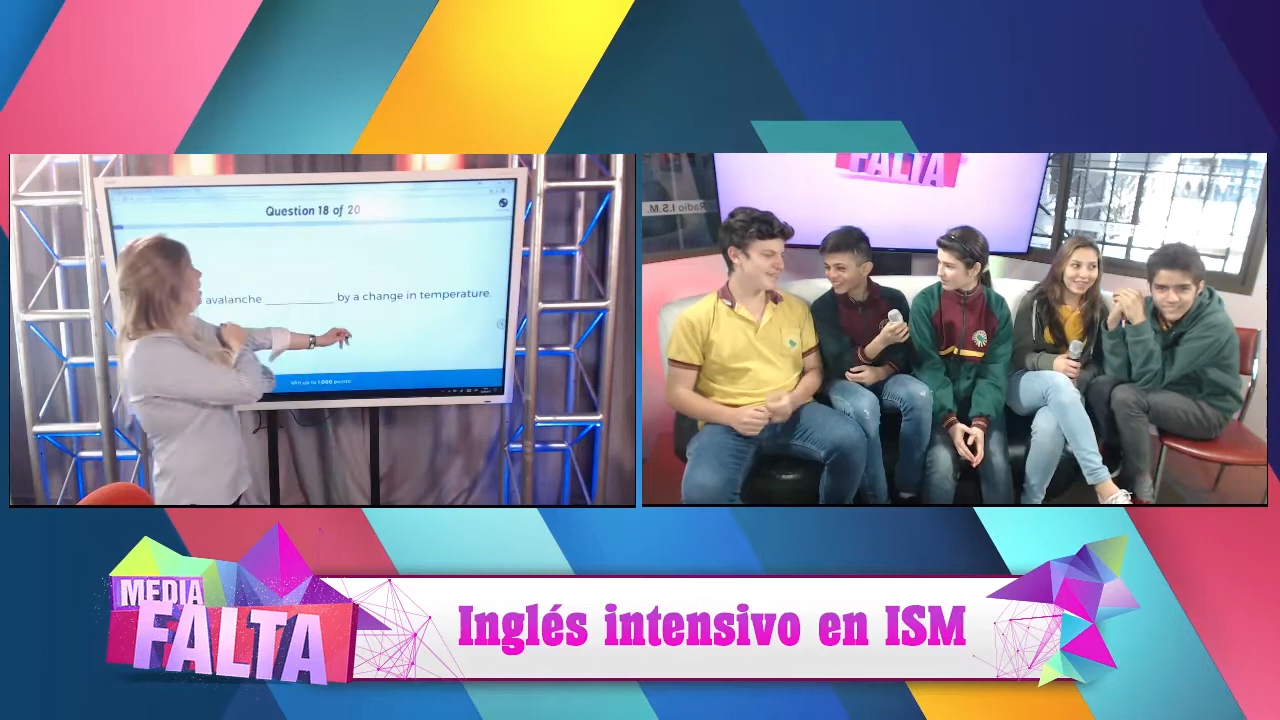 Question 18 of 20
avalanche ____________ by a change in temperature.
Win up to 1,000 points
FALTA
Radio I.S.M.
MEDIA
FALTA
Inglés intensivo en ISM